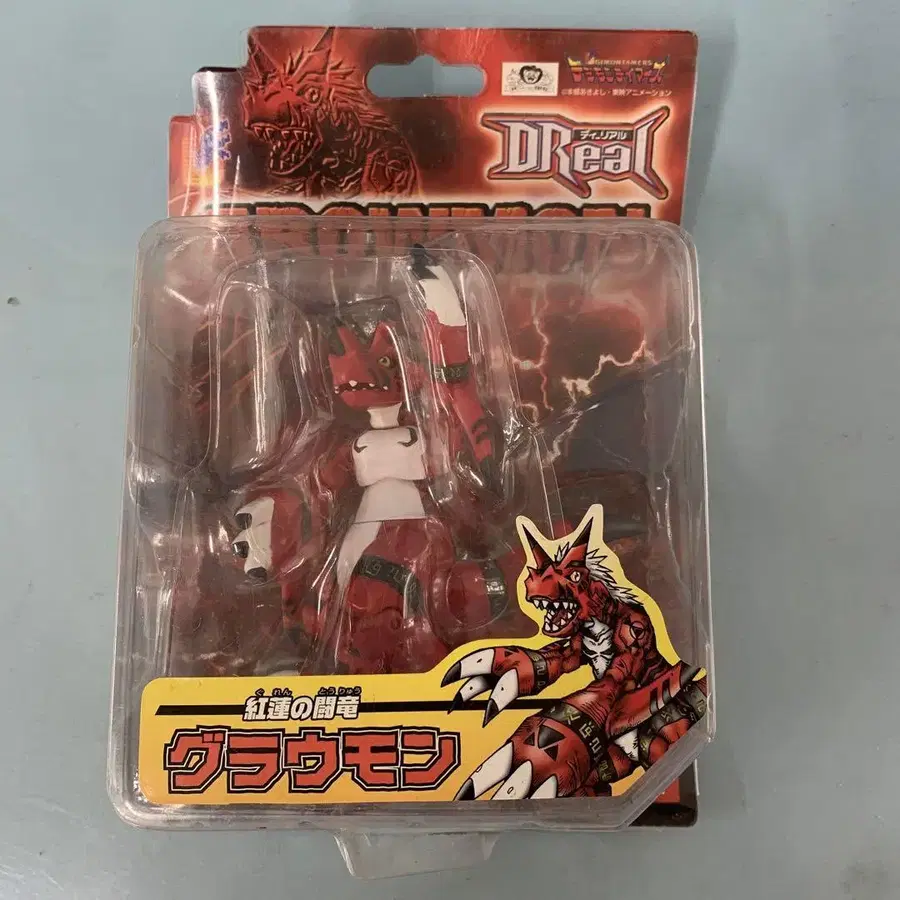 DIGIMONTAMERS
デジモンテイマーズ
©本郷あきよし・東映アニメーション
ディーリアル
DReal
GROWMON
ぐれん とうりゅう
紅蓮の闘竜
グラウモン